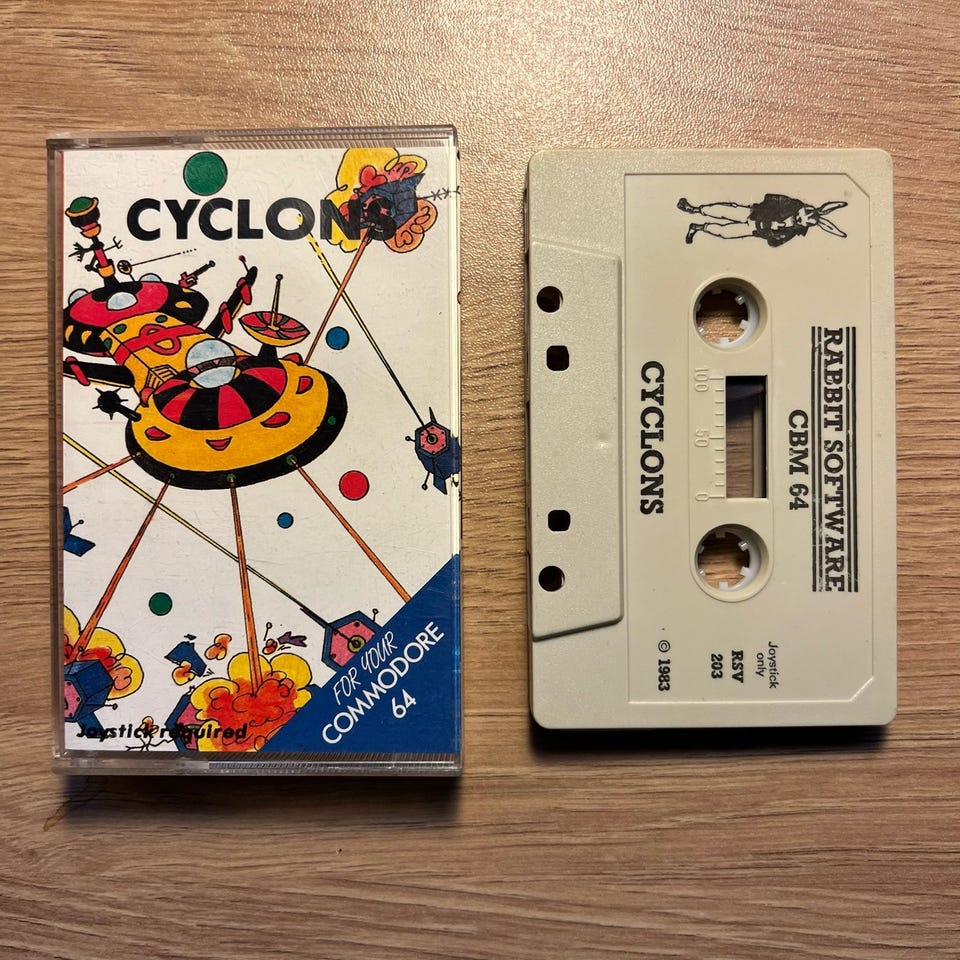 CYCLONS
FOR YOUR
COMMODORE
64
Joystick required
RABBIT SOFTWARE
CBM 64
100 50 0
CYCLONS
Joystick
only
RSV
203
© 1983